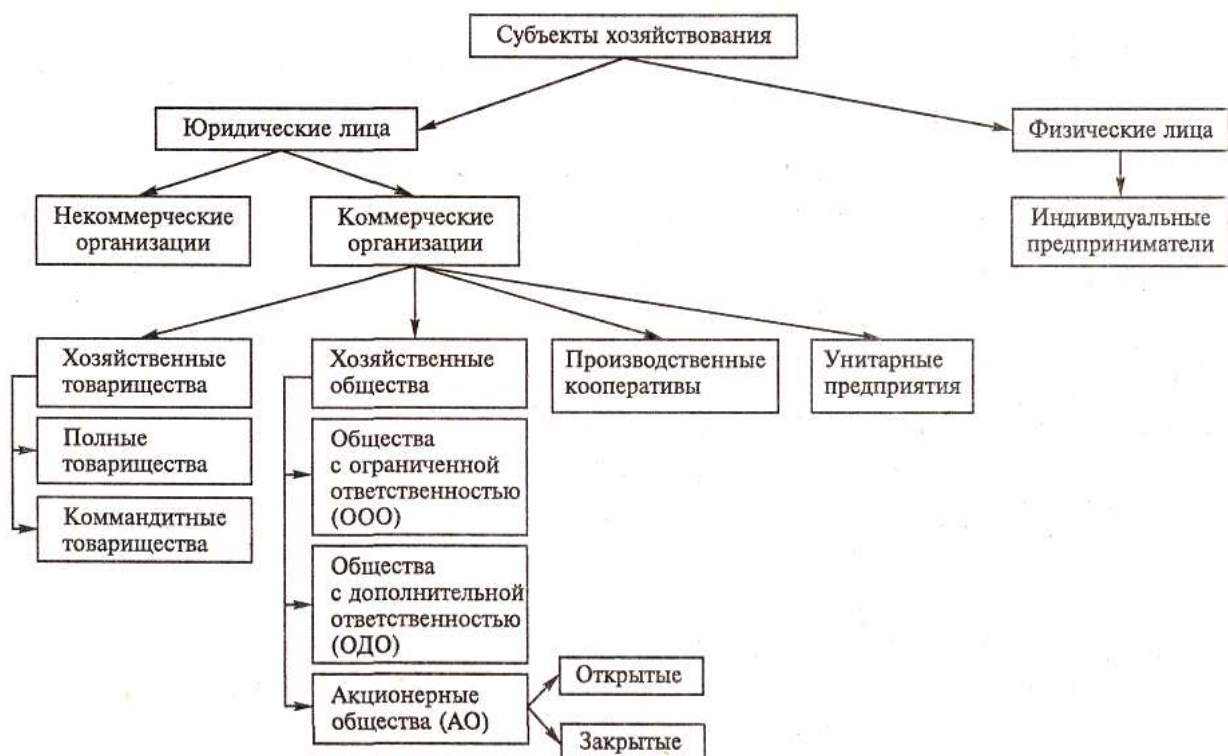 Субъекты хозяйствования
Юридические лица
Физические лица
Некоммерческие
организации
Коммерческие
организации
Индивидуальные
предприниматели
Хозяйственные
товарищества
Хозяйственные
общества
Производственные
кооперативы
Унитарные
предприятия
Полные
товарищества
Коммандитные
товарищества
Общества
с ограниченной
ответственностью
(ООО)
Общества
с дополнительной
ответственностью
(ОДО)
Акционерные
общества (АО)
Открытые
Закрытые